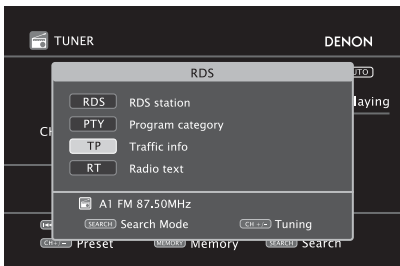 TUNER
DENON
RDS
RDS RDS station
PTY Program category
TP Traffic info
RT Radio text
laying
A1 FM 87.50MHz
SEARCH Search Mode CH +/– Tuning
CH +/– Preset MEMORY Memory SEARCH Search